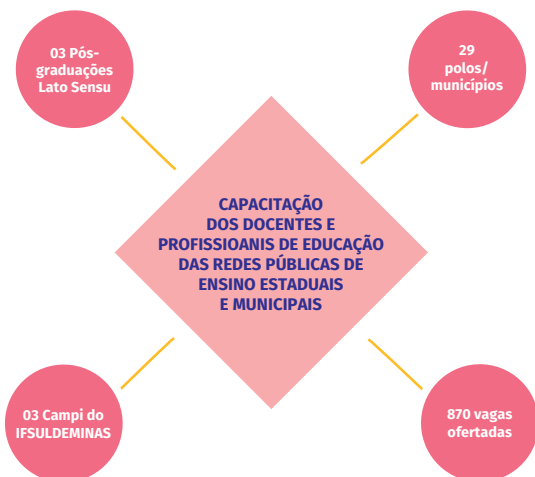 03 Pós-
graduações
Lato Sensu
29
polos/
municípios
CAPACITAÇÃO
DOS DOCENTES E
PROFISSIOANIS DE EDUCAÇÃO
DAS REDES PÚBLICAS DE
ENSINO ESTADUAIS
E MUNICIPAIS
03 Campi do
IFSULDEMINAS
870 vagas
ofertadas